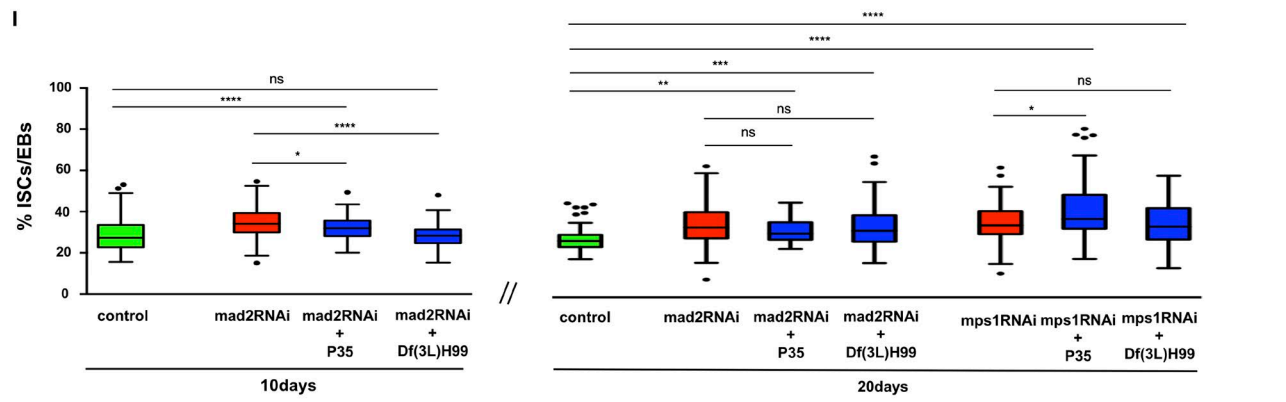 I
****
****
***
**
ns
ns
ns
*
ns
****
****
*
% ISCs/EBs
100
80
60
40
20
0
//
control
mad2RNAi
mad2RNAi
+
P35
mad2RNAi
+
Df(3L)H99
10days
control
mad2RNAi
mad2RNAi
+
P35
mad2RNAi
+
Df(3L)H99
mps1RNAi
mps1RNAi
+
P35
mps1RNAi
+
Df(3L)H99
20days